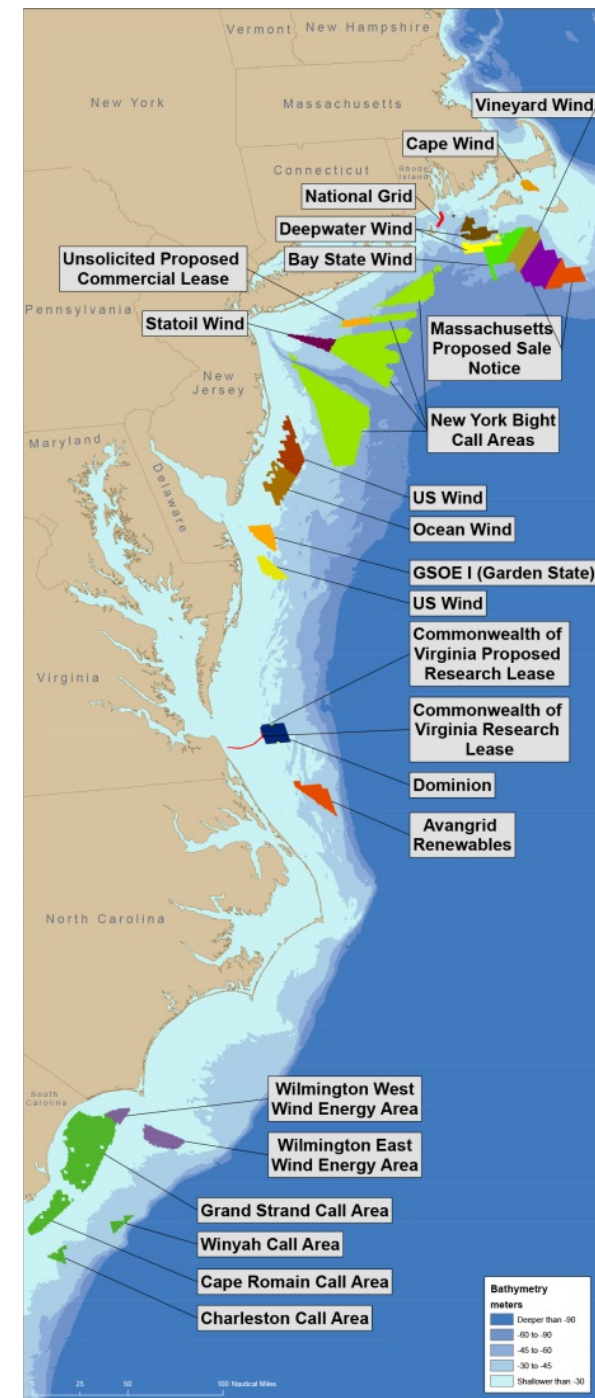 Vermont
New Hampshire
New York
Massachusetts
Vineyard Wind
Cape Wind
Connecticut
Rhode
Island
National Grid
Deepwater Wind
Unsolicited Proposed
Commercial Lease
Bay State Wind
Pennsylvania
Statoil Wind
Massachusetts
Proposed Sale
Notice
New
Jersey
New York Bight
Call Areas
Maryland
Delaware
US Wind
Ocean Wind
GSOE I (Garden State)
US Wind
Commonwealth of
Virginia Proposed
Research Lease
Virginia
Commonwealth of
Virginia Research
Lease
Dominion
Avangrid
Renewables
North Carolina
South
Carolina
Wilmington West
Wind Energy Area
Wilmington East
Wind Energy Area
Grand Strand Call Area
Winyah Call Area
Cape Romain Call Area
Charleston Call Area
Bathymetry
meters
Deeper than -90
-60 to -90
-45 to -60
-30 to -45
Shallower than -30
0 25 50 100 Nautical Miles